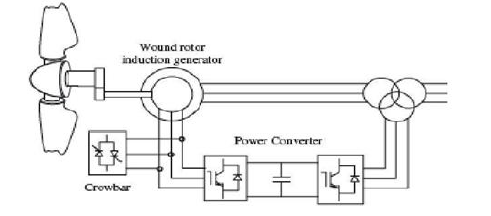 Wound rotor
induction generator
Power Converter
Crowbar